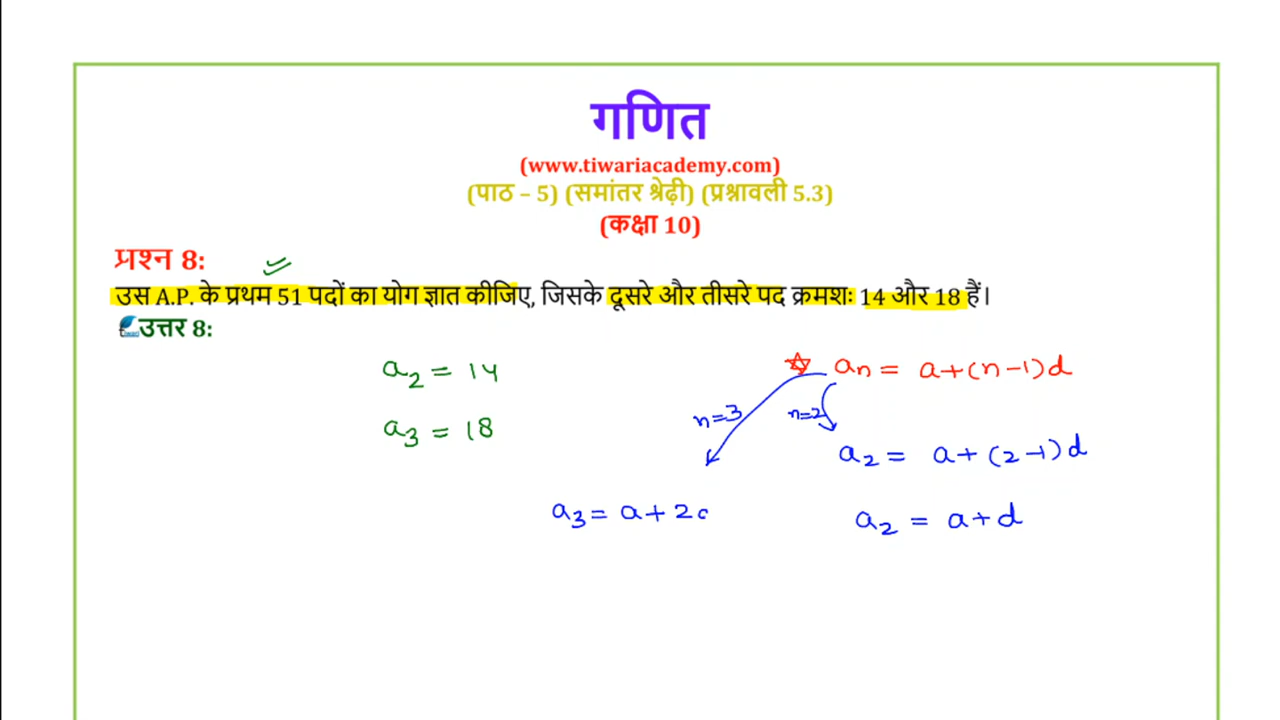 गणित
(www.tiwariacademy.com)
(पाठ – 5) (समांतर श्रेढ़ी) (प्रश्नावली 5.3)
(कक्षा 10)
प्रश्न 8:
उस A.P. के प्रथम 51 पदों का योग ज्ञात कीजिए, जिसके दूसरे और तीसरे पद क्रमशः 14 और 18 हैं।
उत्तर 8:
a₂ = 14
aₙ = a+(n-1)d
n=3
n=2
a₃ = 18
a₂ = a+(2-1)d
a₃ = a+2
a₂ = a+d